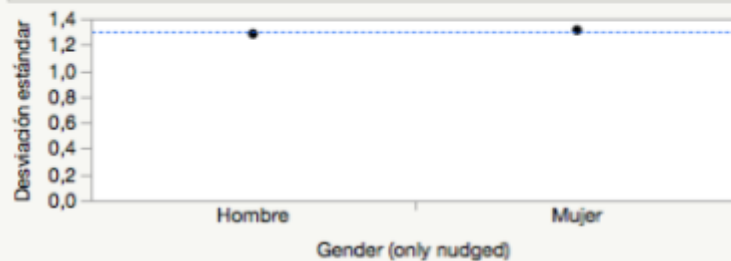 Desviación estándar
1,4
1,2
1,0
0,8
0,6
0,4
0,2
0,0
Hombre Mujer
Gender (only nudged)